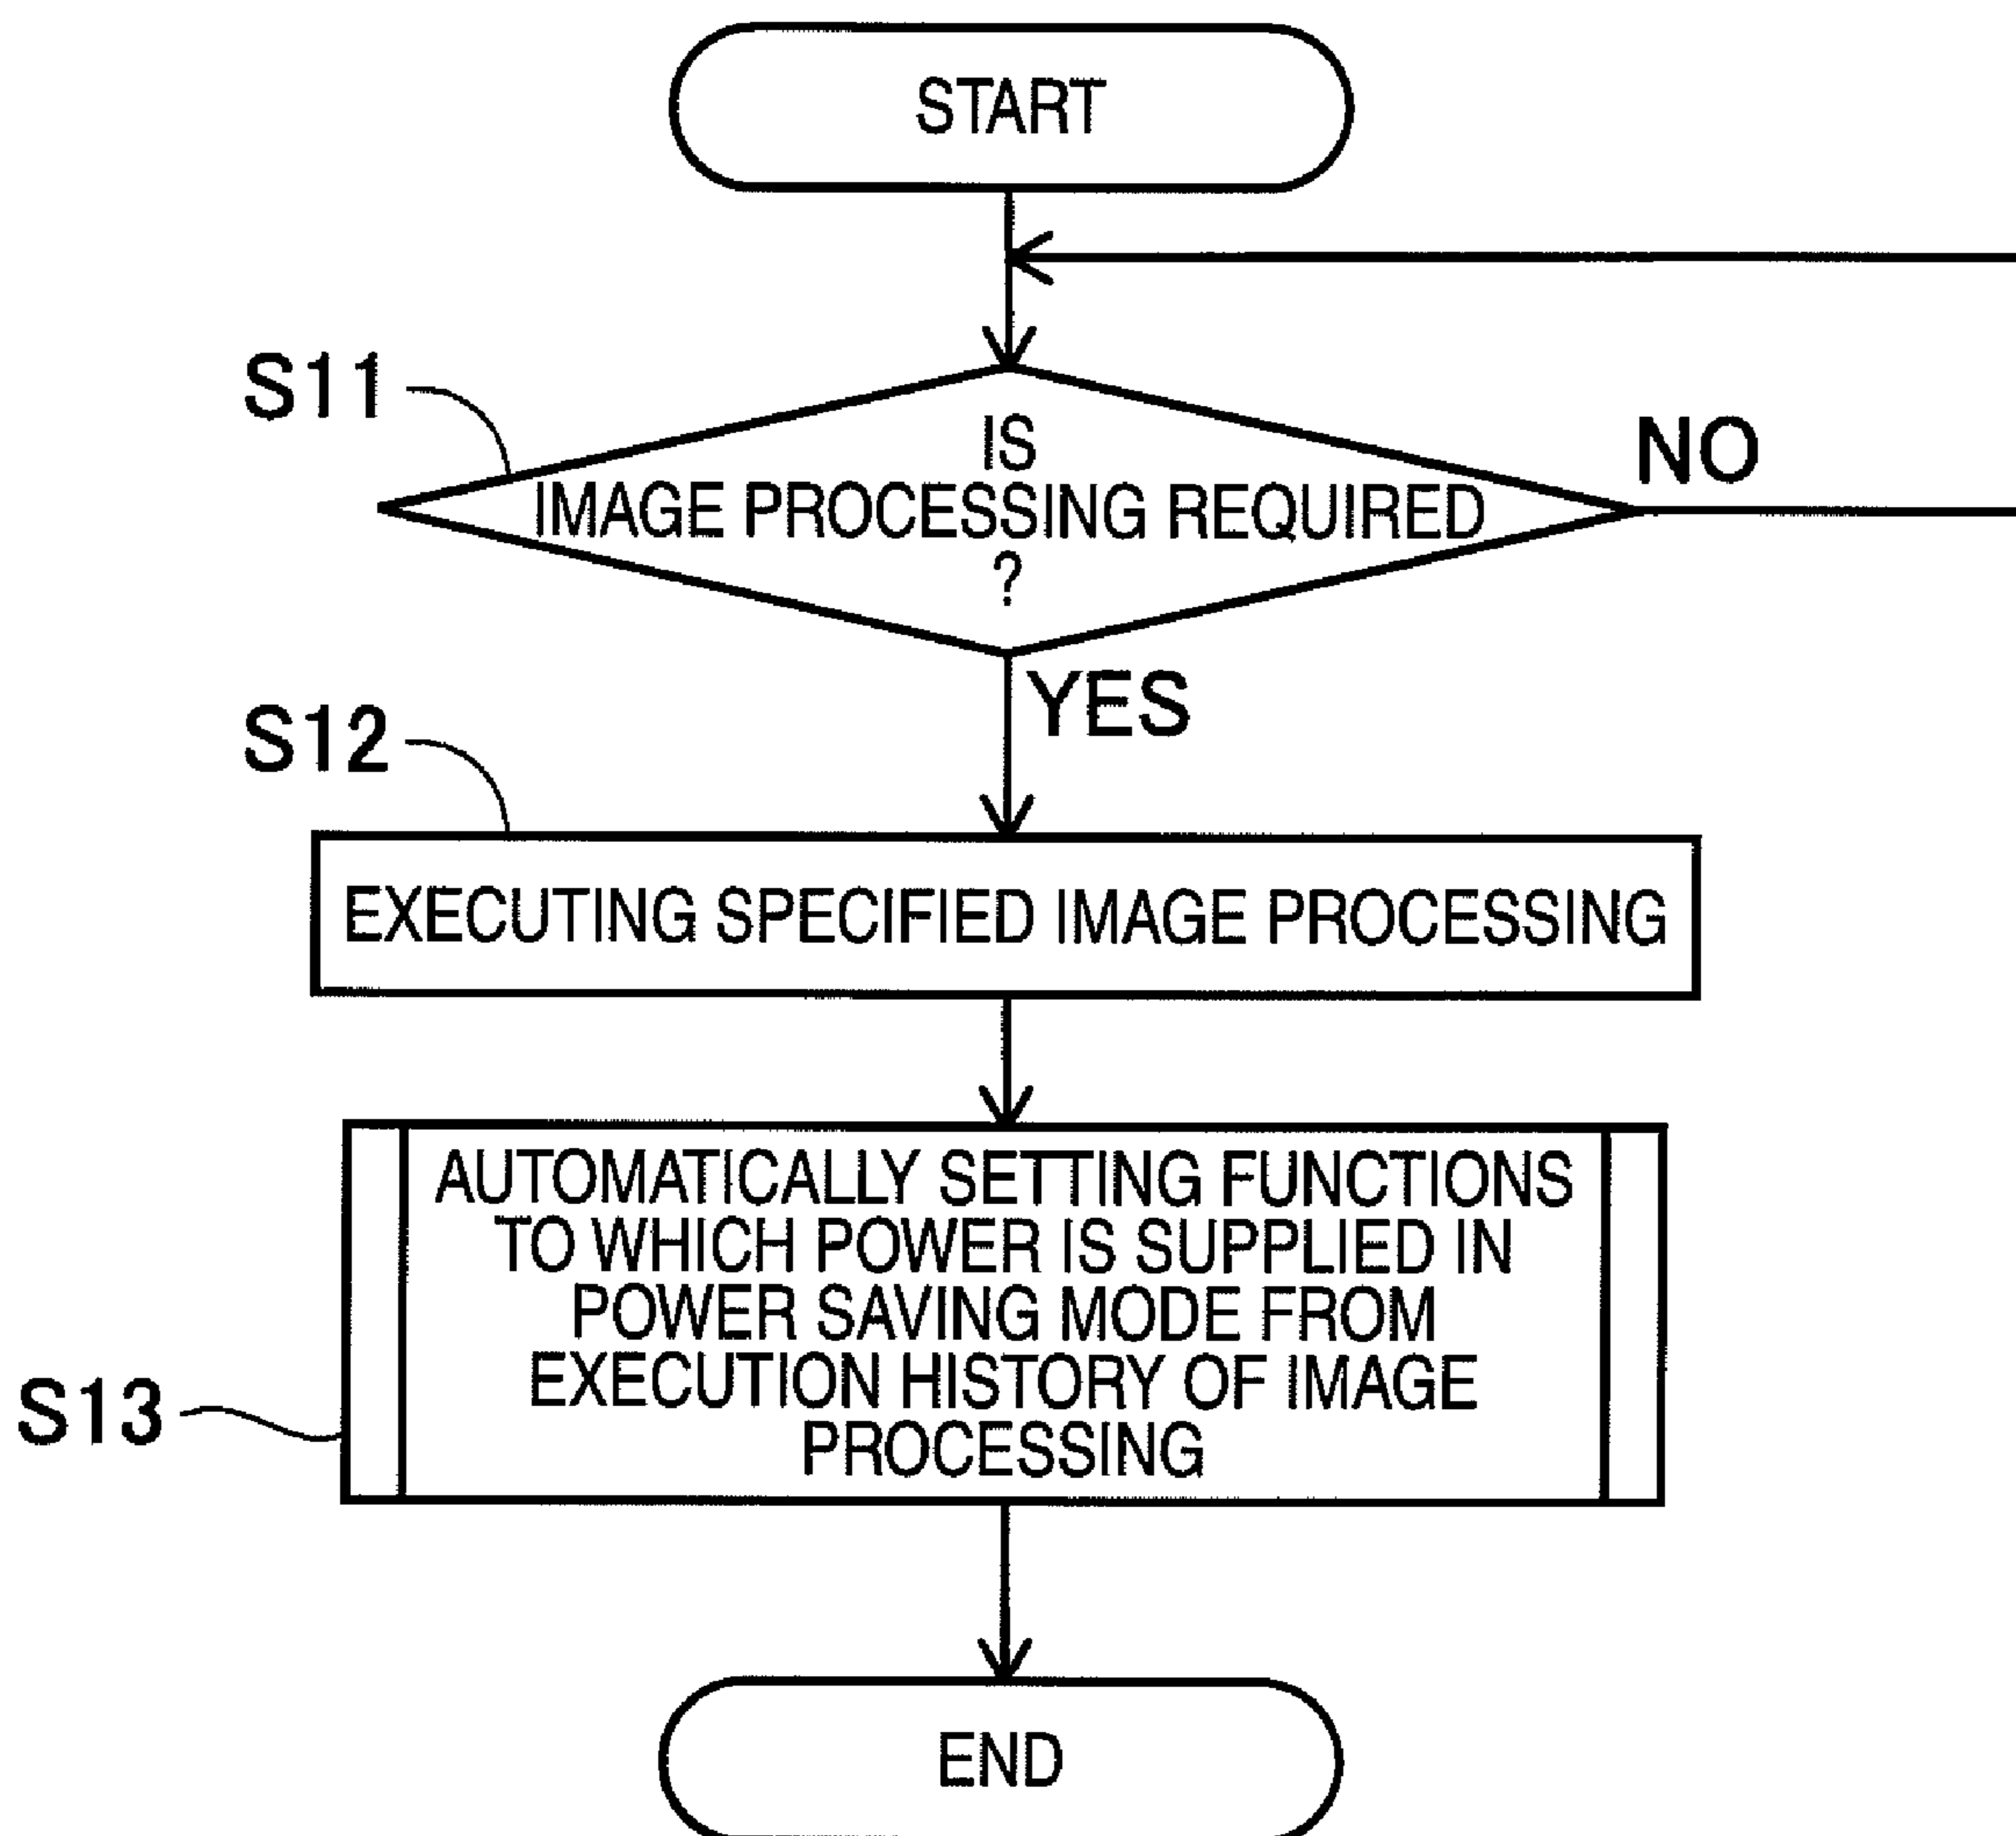 START
S11
IS
IMAGE PROCESSING REQUIRED
?
NO
YES
S12
EXECUTING SPECIFIED IMAGE PROCESSING
AUTOMATICALLY SETTING FUNCTIONS
TO WHICH POWER IS SUPPLIED IN
POWER SAVING MODE FROM
EXECUTION HISTORY OF IMAGE
PROCESSING
S13
END